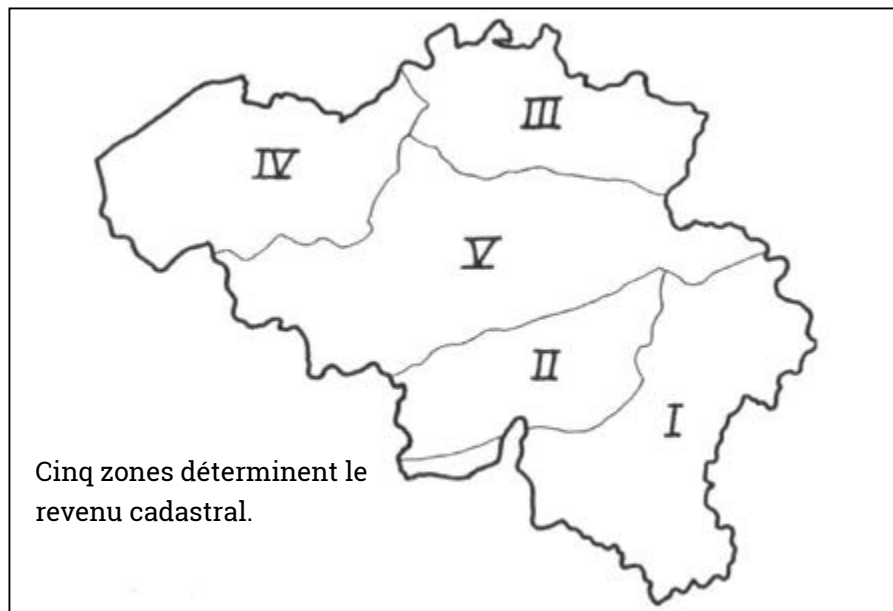 III
IV
V
II
I
Cinq zones déterminent le
revenu cadastral.